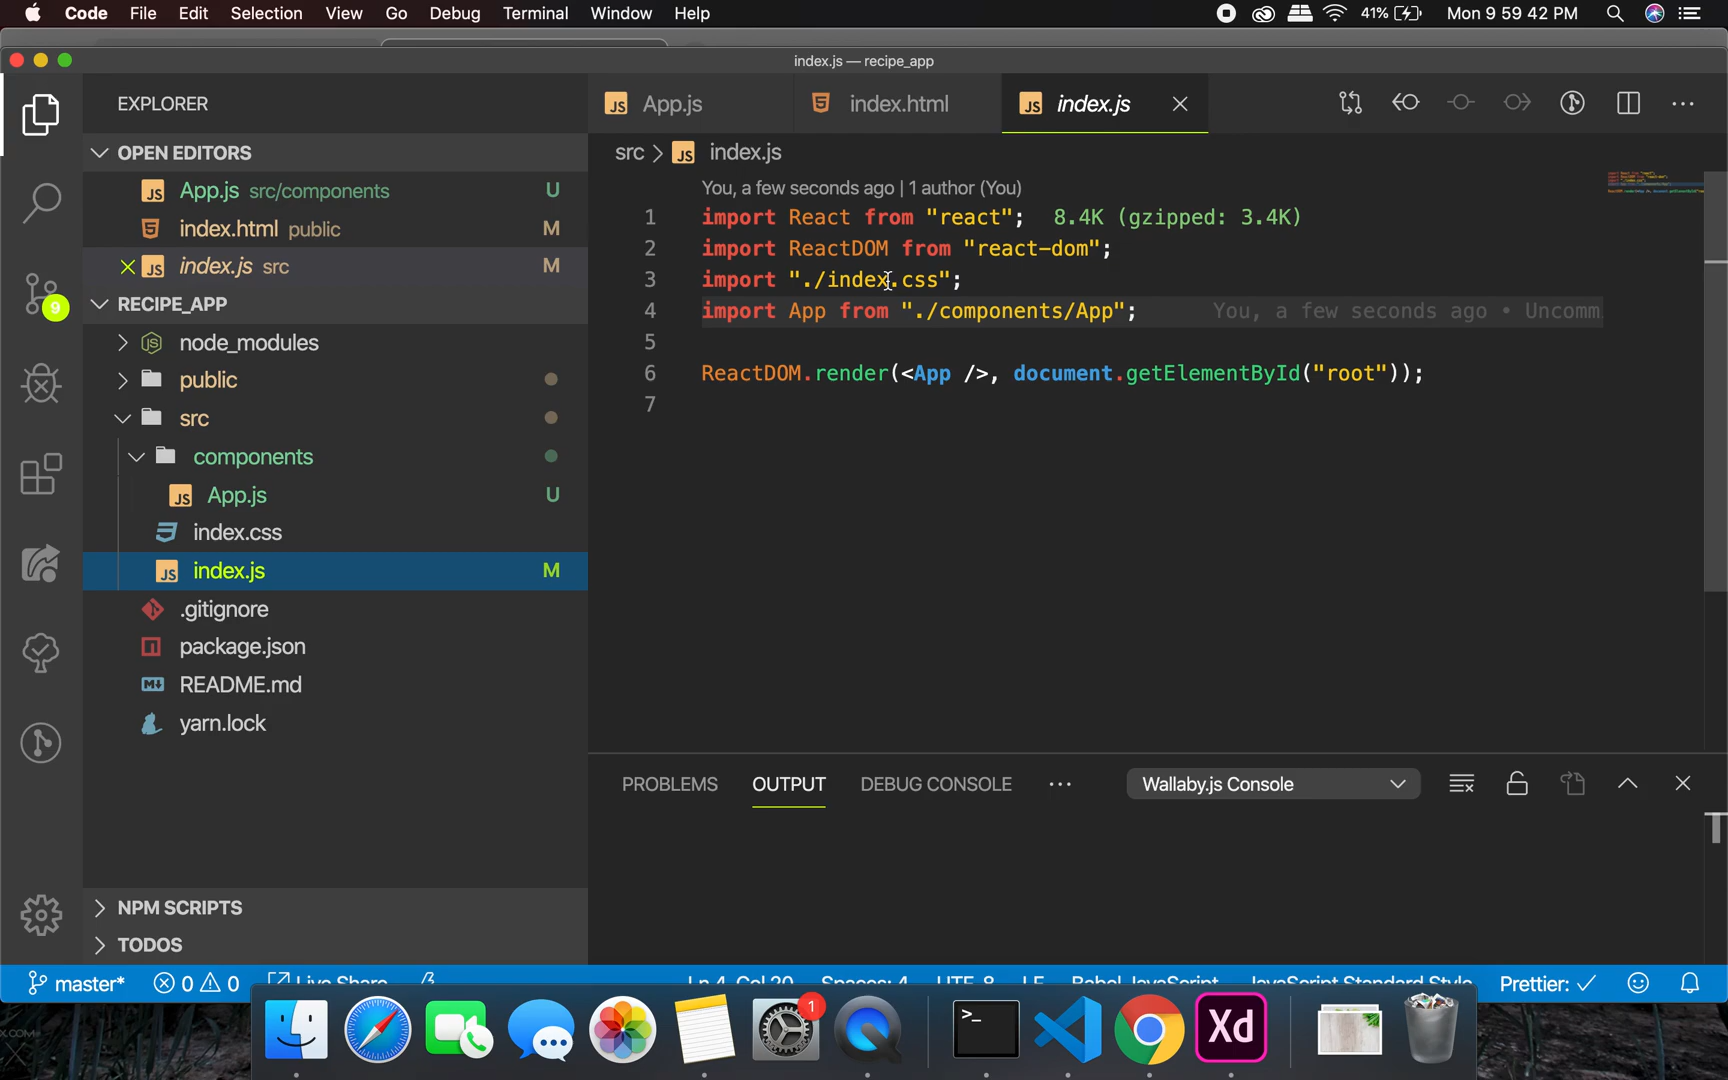 Code File Edit Selection View Go Debug Terminal Window Help 41% Mon 9 59 42 PM
index.js — recipe_app
EXPLORER
App.js index.html index.js
OPEN EDITORS
src > JS index.js
App.js src/components U
index.html public M
index.js src M
RECIPE_APP
node_modules
public
src
components
App.js U
index.css
index.js M
.gitignore
package.json
README.md
yarn.lock
NPM SCRIPTS
TODOS
You, a few seconds ago | 1 author (You)
1 import React from "react"; 8.4K (gzipped: 3.4K)
2 import ReactDOM from "react-dom";
3 import "./index.css";
4 import App from "./components/App"; You, a few seconds ago • Uncomm
5
6 ReactDOM.render(<App />, document.getElementById("root"));
7
PROBLEMS OUTPUT DEBUG CONSOLE ... Wallaby.js Console
9
master* 0 0 Live Share Ln 4, Col 20 Spaces: 4 UTF-8 LF Babel JavaScript JavaScript Standard Style Prettier: ✓
1
Xd